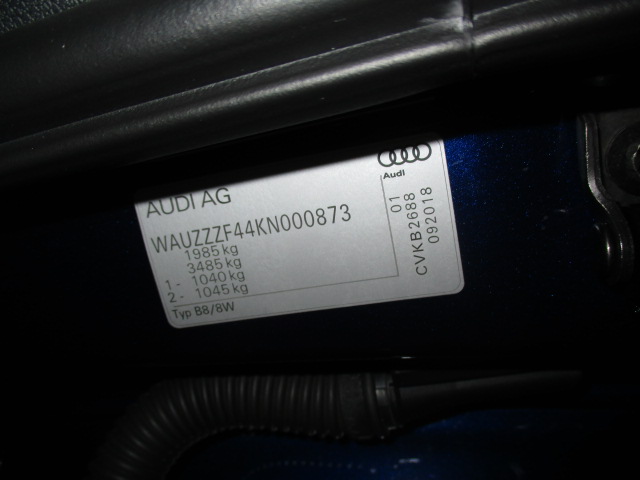 AUDI AG
WAUZZZF44KN000873
1985 kg
3485 kg
1 - 1040 kg
2 - 1045 kg
Typ B8/8W
Audi
01
CVKB2688
092018